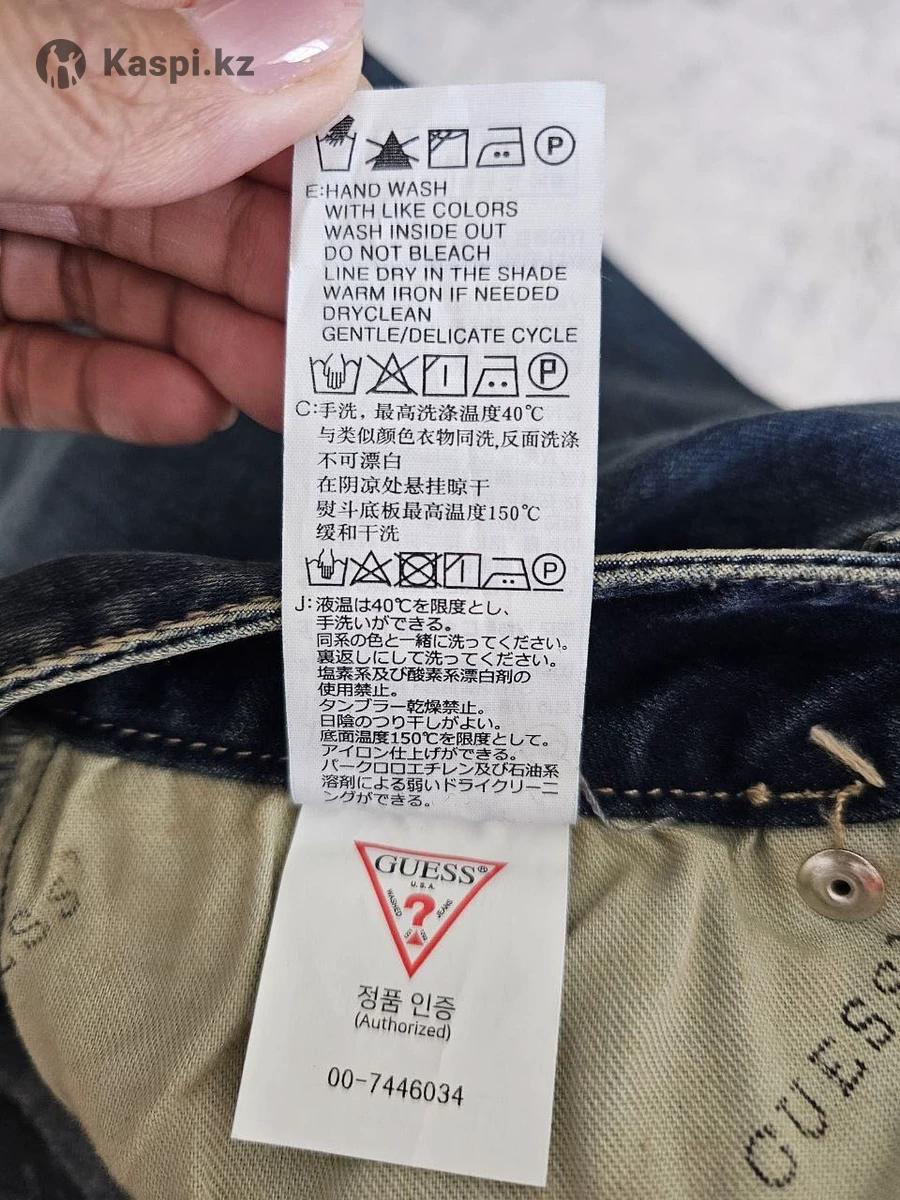 Kaspi.kz
P
E:HAND WASH
WITH LIKE COLORS
WASH INSIDE OUT
DO NOT BLEACH
LINE DRY IN THE SHADE
WARM IRON IF NEEDED
DRYCLEAN
GENTLE/DELICATE CYCLE
P
C:手洗，最高洗涤温度40℃
与类似颜色衣物同洗,反面洗涤
不可漂白
在阴凉处悬挂晾干
熨斗底板最高温度150℃
缓和干洗
P
J:液温は40℃を限度とし、
手洗いができる。
同系の色と一緒に洗ってください。
裏返しにして洗ってください。
塩素系及び酸素系漂白剤の
使用禁止。
タンブラー乾燥禁止。
日陰のつり干しがよい。
底面温度150℃を限度として。
アイロン仕上げができる。
パークロロエチレン及び石油系
溶剤による弱いドライクリーニ
ングができる。
GUESS®
U.S.A.
WASHED ? JEANS
정품 인증
(Authorized)
00-7446034
GUESS